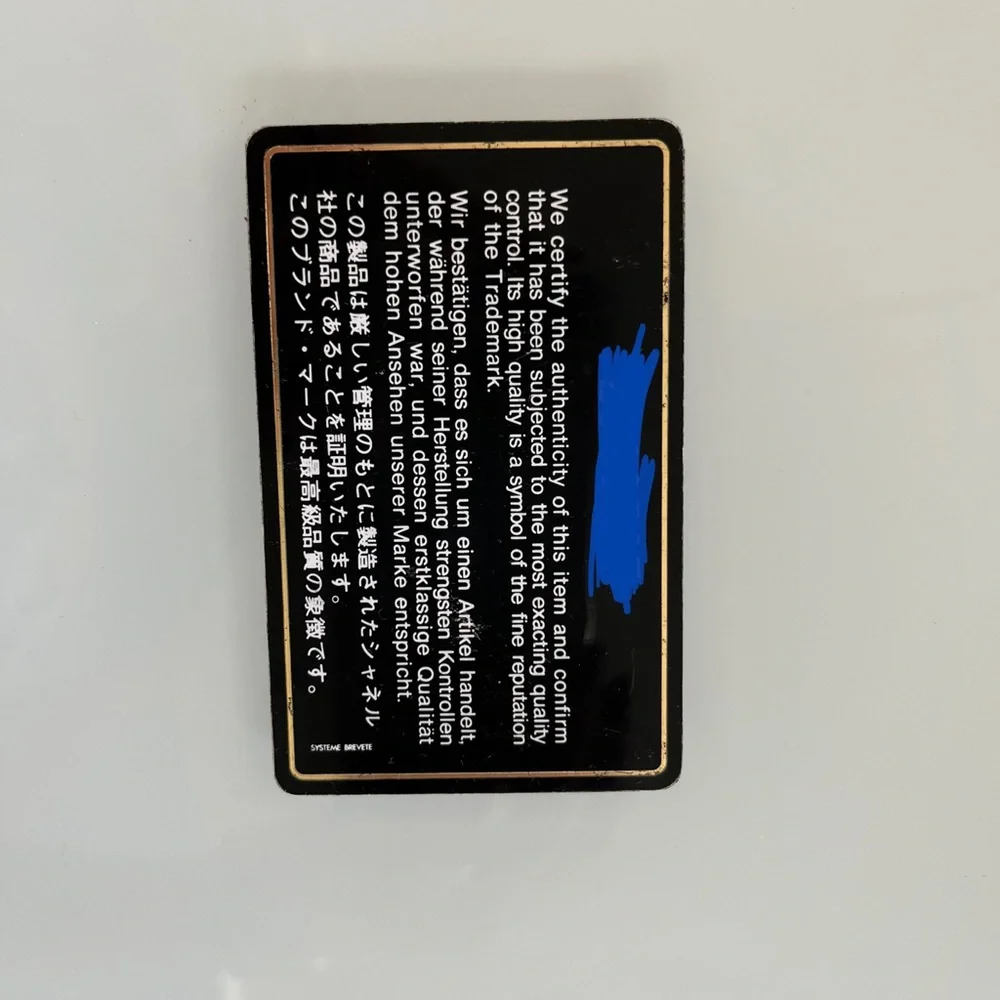 We certify the authenticity of this item and confirm
that it has been subjected to the most exacting quality
control. Its high quality is a symbol of the fine reputation
of the Trademark.
Wir bestätigen, dass es sich um einen Artikel handelt,
der während seiner Herstellung strengsten Kontrollen
unterworfen war, und dessen erstklassige Qualität
dem hohen Ansehen unserer Marke entspricht.
この製品は厳しい管理のもとに製造されたシャネル
社の商品であることを証明いたします。
このブランド・マークは最高級品質の象徴です。
SYSTEME BREVETE